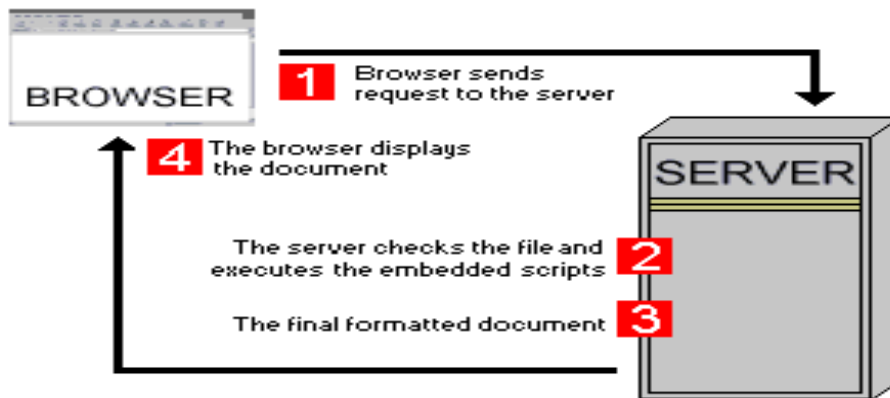 BROWSER
1
Browser sends
request to the server
4
The browser displays
the document
SERVER
The server checks the file and
executes the embedded scripts
2
The final formatted document
3